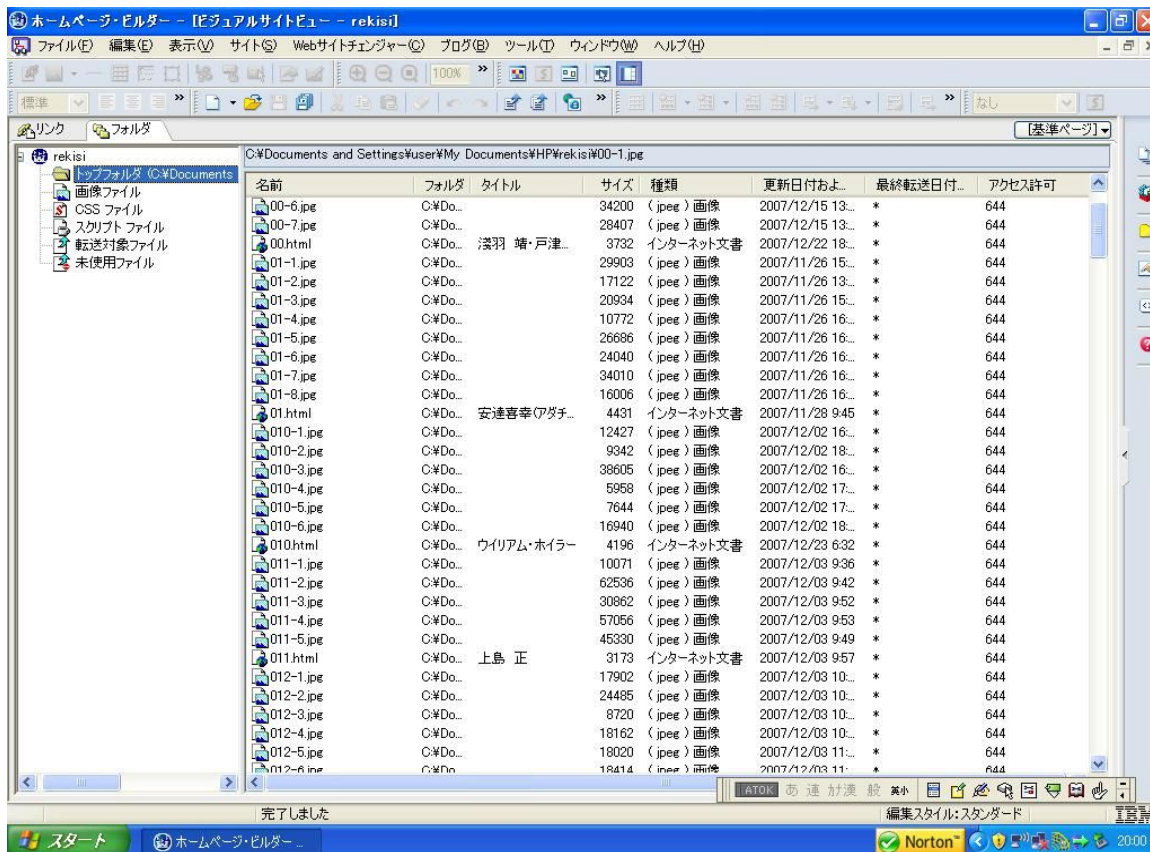 ホームページ・ビルダー - [ビジュアルサイトビュー - rekisi]
ファイル(F) 編集(E) 表示(V) サイト(S) Webサイトチェンジャー(C) ブログ(B) ツール(T) ウィンドウ(W) ヘルプ(H)
100%
標準 なし
リンク フォルダ [基準ページ]
rekisi
トップフォルダ (C:¥Documents
画像ファイル
CSS ファイル
スクリプト ファイル
転送対象ファイル
未使用ファイル
C:¥Documents and Settings¥user¥My Documents¥HP¥rekisi¥00-1.jpg
名前 フォルダ タイトル サイズ 種類 更新日付およ... 最終転送日付... アクセス許可
00-6.jpg C:¥Do... 34200 (jpeg)画像 2007/12/15 13:... * 644
00-7.jpg C:¥Do... 28407 (jpeg)画像 2007/12/15 13:... * 644
00.html C:¥Do... 淺羽 靖・戸津... 3732 インターネット文書 2007/12/22 18:... * 644
01-1.jpg C:¥Do... 29903 (jpeg)画像 2007/11/26 15:... * 644
01-2.jpg C:¥Do... 17122 (jpeg)画像 2007/11/26 13:... * 644
01-3.jpg C:¥Do... 20934 (jpeg)画像 2007/11/26 15:... * 644
01-4.jpg C:¥Do... 10772 (jpeg)画像 2007/11/26 16:... * 644
01-5.jpg C:¥Do... 26686 (jpeg)画像 2007/11/26 16:... * 644
01-6.jpg C:¥Do... 24040 (jpeg)画像 2007/11/26 16:... * 644
01-7.jpg C:¥Do... 34010 (jpeg)画像 2007/11/26 16:... * 644
01-8.jpg C:¥Do... 16006 (jpeg)画像 2007/11/26 16:... * 644
01.html C:¥Do... 安達喜幸(アダチ... 4431 インターネット文書 2007/11/28 9:45 * 644
010-1.jpg C:¥Do... 12427 (jpeg)画像 2007/12/02 16:... * 644
010-2.jpg C:¥Do... 9342 (jpeg)画像 2007/12/02 18:... * 644
010-3.jpg C:¥Do... 38605 (jpeg)画像 2007/12/02 16:... * 644
010-4.jpg C:¥Do... 5958 (jpeg)画像 2007/12/02 17:... * 644
010-5.jpg C:¥Do... 7644 (jpeg)画像 2007/12/02 17:... * 644
010-6.jpg C:¥Do... 16940 (jpeg)画像 2007/12/02 18:... * 644
010.html C:¥Do... ウイリアム・ホイラー 4196 インターネット文書 2007/12/23 6:32 * 644
011-1.jpg C:¥Do... 10071 (jpeg)画像 2007/12/03 9:36 * 644
011-2.jpg C:¥Do... 62536 (jpeg)画像 2007/12/03 9:42 * 644
011-3.jpg C:¥Do... 30862 (jpeg)画像 2007/12/03 9:52 * 644
011-4.jpg C:¥Do... 57056 (jpeg)画像 2007/12/03 9:53 * 644
011-5.jpg C:¥Do... 45330 (jpeg)画像 2007/12/03 9:49 * 644
011.html C:¥Do... 上島 正 3173 インターネット文書 2007/12/03 9:57 * 644
012-1.jpg C:¥Do... 17902 (jpeg)画像 2007/12/03 10:... * 644
012-2.jpg C:¥Do... 24485 (jpeg)画像 2007/12/03 10:... * 644
012-3.jpg C:¥Do... 8720 (jpeg)画像 2007/12/03 10:... * 644
012-4.jpg C:¥Do... 18162 (jpeg)画像 2007/12/03 10:... * 644
012-5.jpg C:¥Do... 18020 (jpeg)画像 2007/12/03 11:... * 644
012-6.jpg C:¥Do... 18414 (jpeg)画像 2007/12/03 11:... * 644
ATOK あ 連 カ漢 般 英小
完了しました 編集スタイル:スタンダード IBM
スタート ホームページ・ビルダー ... Norton 20:00